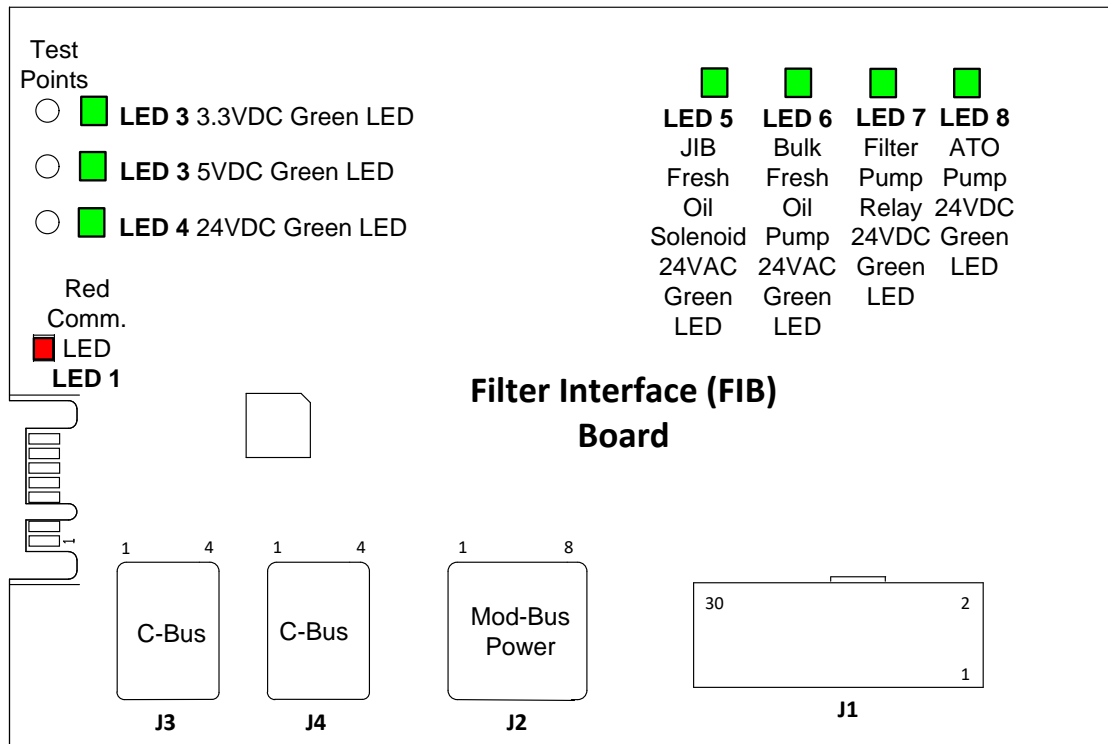 Test
Points
LED 3 3.3VDC Green LED
LED 3 5VDC Green LED
LED 4 24VDC Green LED
Red
Comm.
LED
LED 1
LED 5
JIB
Fresh
Oil
Solenoid
24VAC
Green
LED
LED 6
Bulk
Fresh
Oil
Pump
24VAC
Green
LED
LED 7
Filter
Pump
Relay
24VDC
Green
LED
LED 8
ATO
Pump
24VDC
Green
LED
Filter Interface (FIB)
Board
1
1 4
C-Bus
J3
1 4
C-Bus
J4
1 8
Mod-Bus
Power
J2
30 2
1
J1